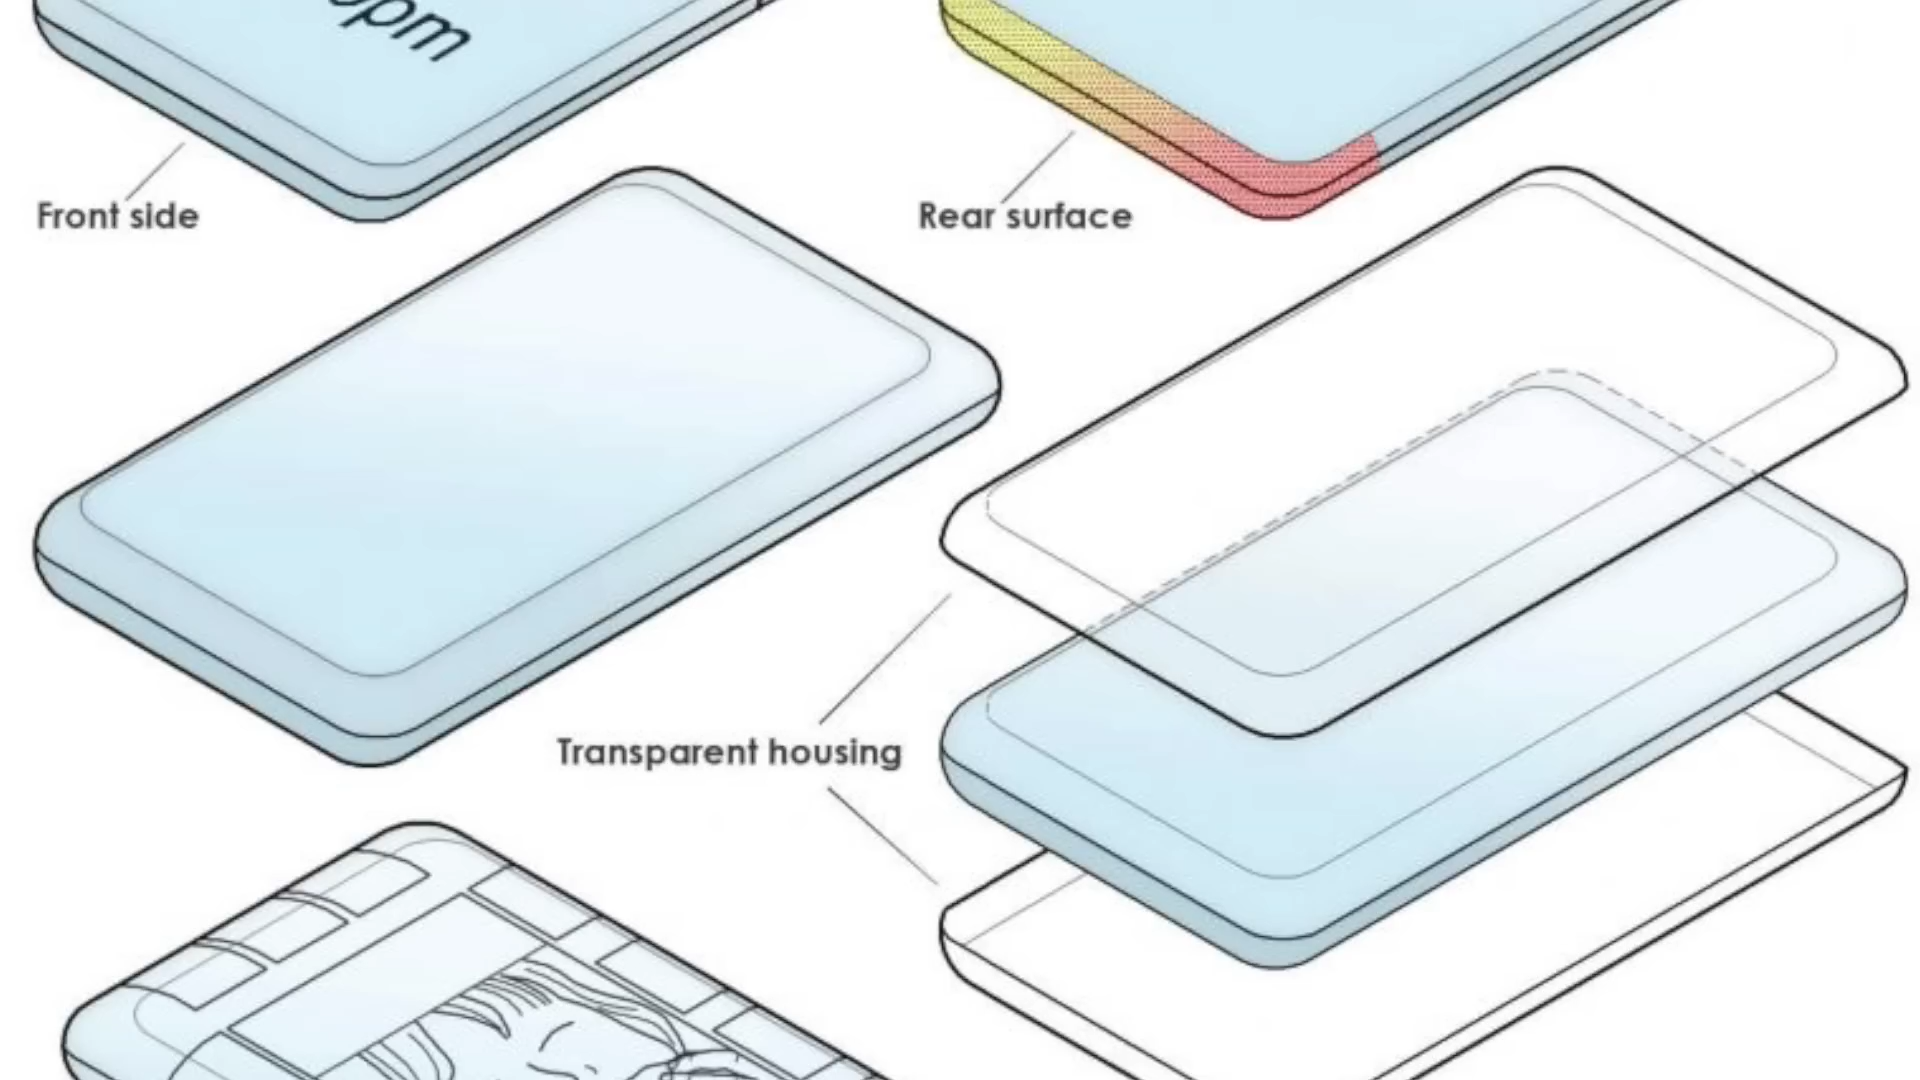 Front side
Rear surface
Transparent housing